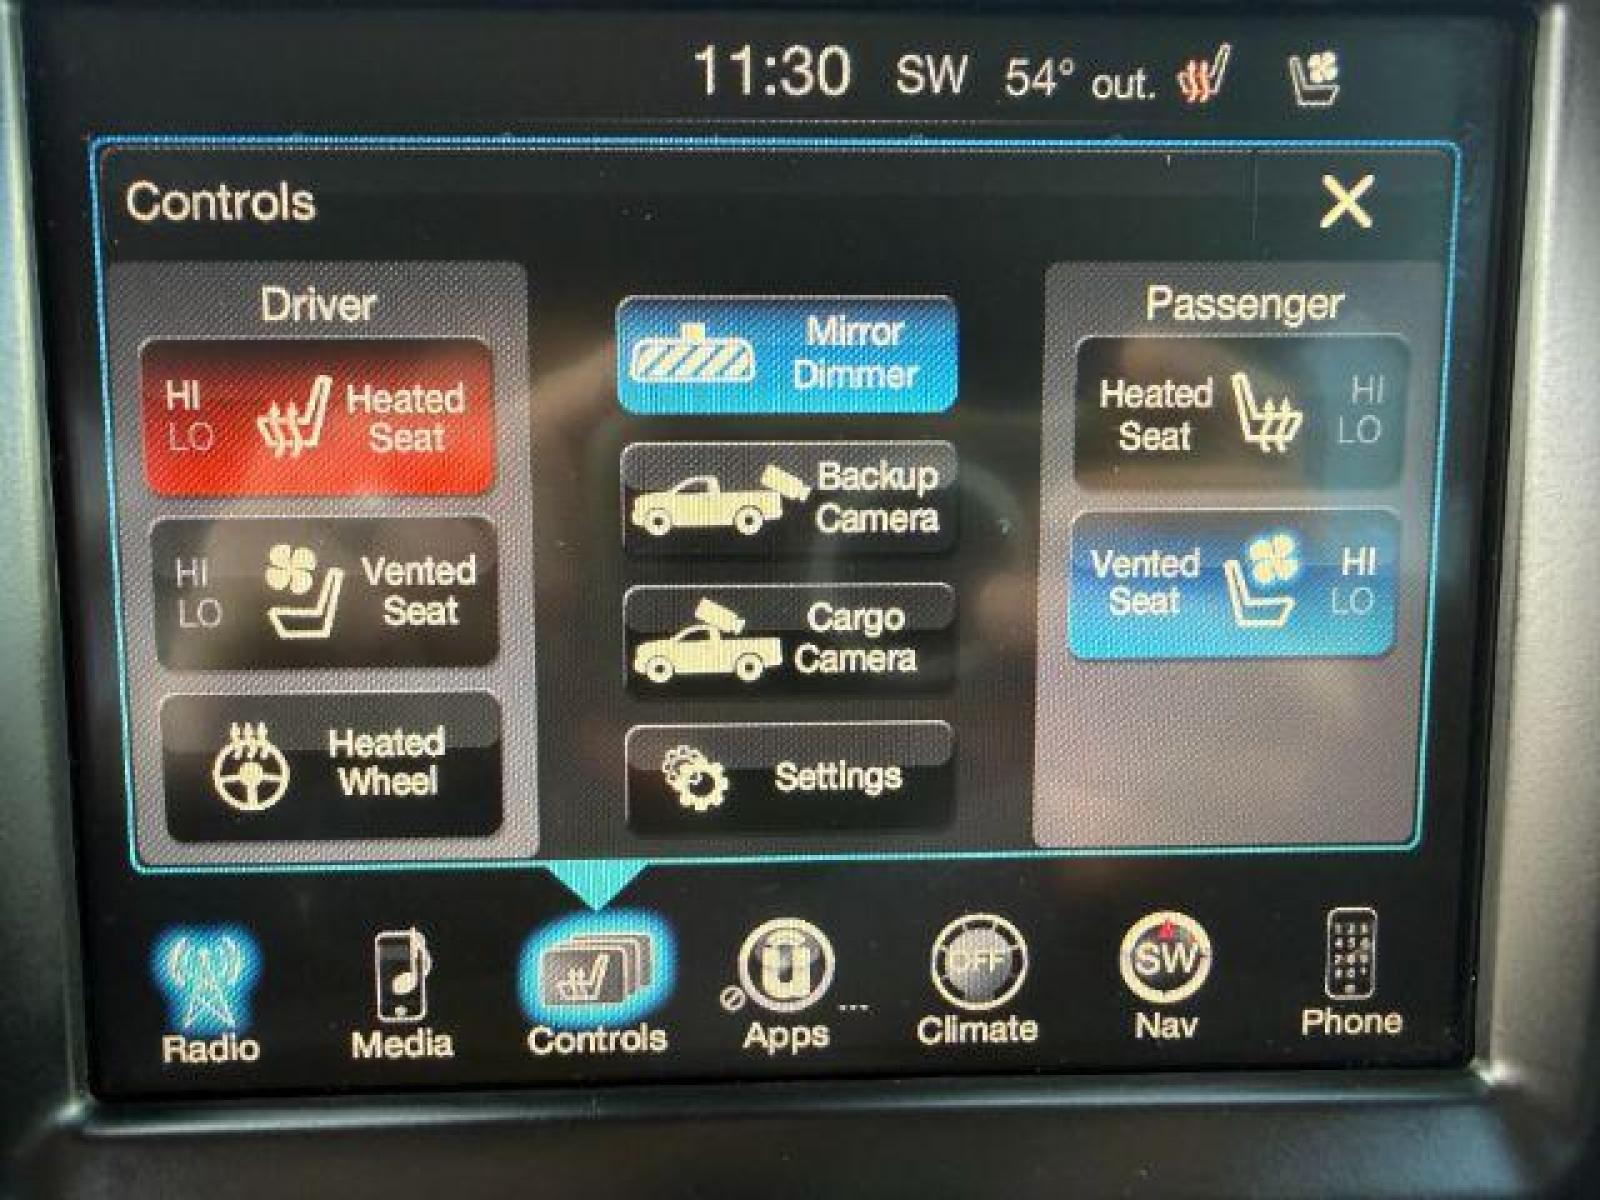 11:30 SW 54° out.
Controls
Driver
HI
LO
Heated
Seat
HI
LO
Vented
Seat
Heated
Wheel
Mirror
Dimmer
Backup
Camera
Cargo
Camera
Settings
Passenger
Heated
Seat
HI
LO
Vented
Seat
HI
LO
Radio
Media
Controls
Apps
...
OFF
Climate
SW
Nav
Phone